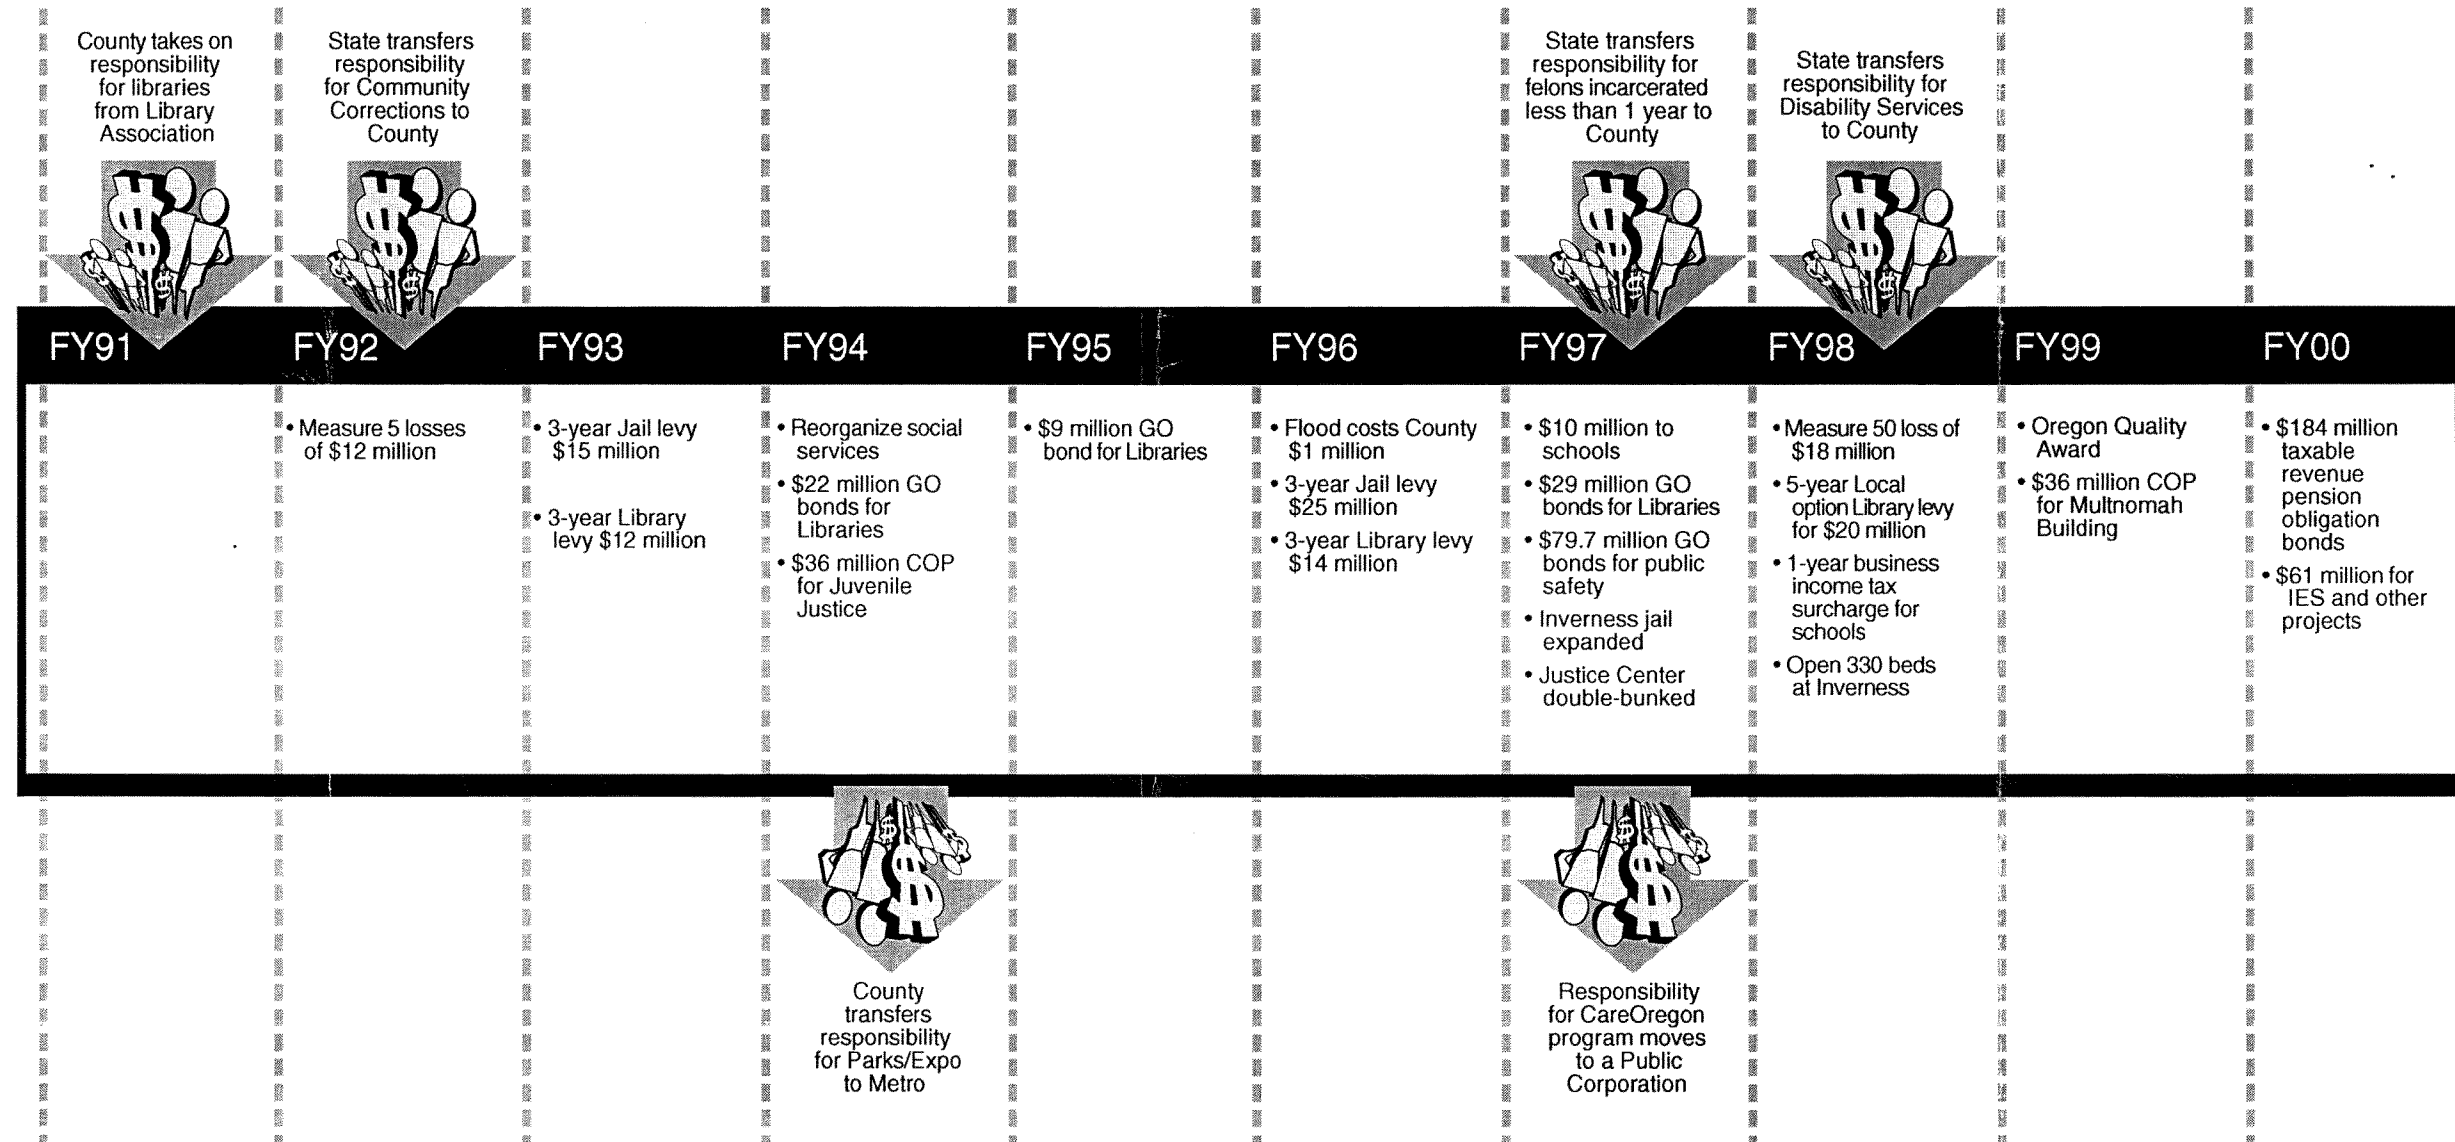 County takes on
responsibility
for libraries
from Library
Association
State transfers
responsibility
for Community
Corrections to
County
State transfers
responsibility for
felons incarcerated
less than 1 year to
County
State transfers
responsibility for
Disability Services
to County
FY91
FY92
FY93
FY94
FY95
FY96
FY97
FY98
FY99
FY00
• Measure 5 losses
of $12 million
• 3-year Jail levy
$15 million
• 3-year Library
levy $12 million
• Reorganize social
services
• $22 million GO
bonds for
Libraries
• $36 million COP
for Juvenile
Justice
• $9 million GO
bond for Libraries
• Flood costs County
$1 million
• 3-year Jail levy
$25 million
• 3-year Library levy
$14 million
• $10 million to
schools
• $29 million GO
bonds for Libraries
• $79.7 million GO
bonds for public
safety
• Inverness jail
expanded
• Justice Center
double-bunked
• Measure 50 loss of
$18 million
• 5-year Local
option Library levy
for $20 million
• 1-year business
income tax
surcharge for
schools
• Open 330 beds
at Inverness
• Oregon Quality
Award
• $36 million COP
for Multnomah
Building
• $184 million
taxable
revenue
pension
obligation
bonds
• $61 million for
IES and other
projects
County
transfers
responsibility
for Parks/Expo
to Metro
Responsibility
for CareOregon
program moves
to a Public
Corporation